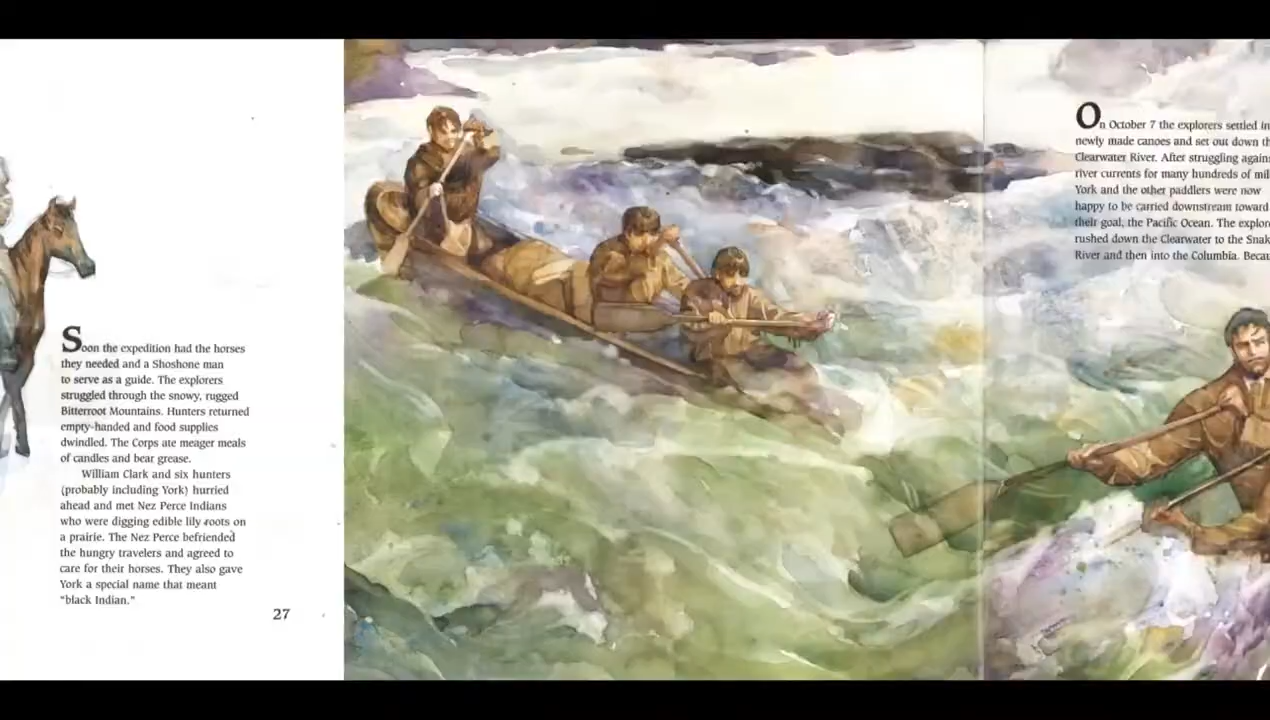 Soon the expedition had the horses
they needed and a Shoshone man
to serve as a guide. The explorers
struggled through the snowy, rugged
Bitterroot Mountains. Hunters returned
empty-handed and food supplies
dwindled. The Corps ate meager meals
of candles and bear grease.
William Clark and six hunters
(probably including York) hurried
ahead and met Nez Perce Indians
who were digging edible lily roots on
a prairie. The Nez Perce befriended
the hungry travelers and agreed to
care for their horses. They also gave
York a special name that meant
"black Indian."
27
On October 7 the explorers settled in
newly made canoes and set out down
Clearwater River. After struggling
river currents for many hundreds of
York and the other paddlers were now
happy to be carried downstream toward
their goal, the Pacific Ocean. The
rushed down the Clearwater to the
River and then into the Columbia.